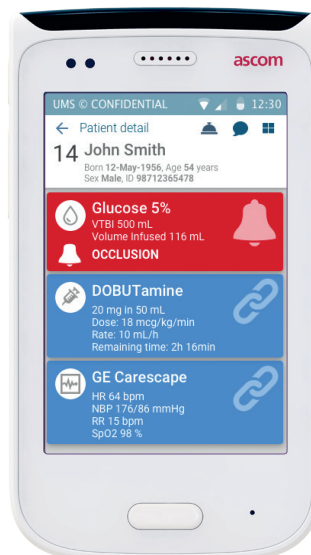 ascom
UMS © CONFIDENTIAL 12:30
Patient detail
14 John Smith
Born 12-May-1956, Age 54 years
Sex Male, ID 98712365478
Glucose 5%
VTBI 500 mL
Volume Infused 116 mL
OCCLUSION
DOBUTamine
20 mg in 50 mL
Dose: 18 mcg/kg/min
Rate: 10 mL/h
Remaining time: 2h 16min
GE Carescape
HR 64 bpm
NBP 176/86 mmHg
RR 15 bpm
SpO2 98 %